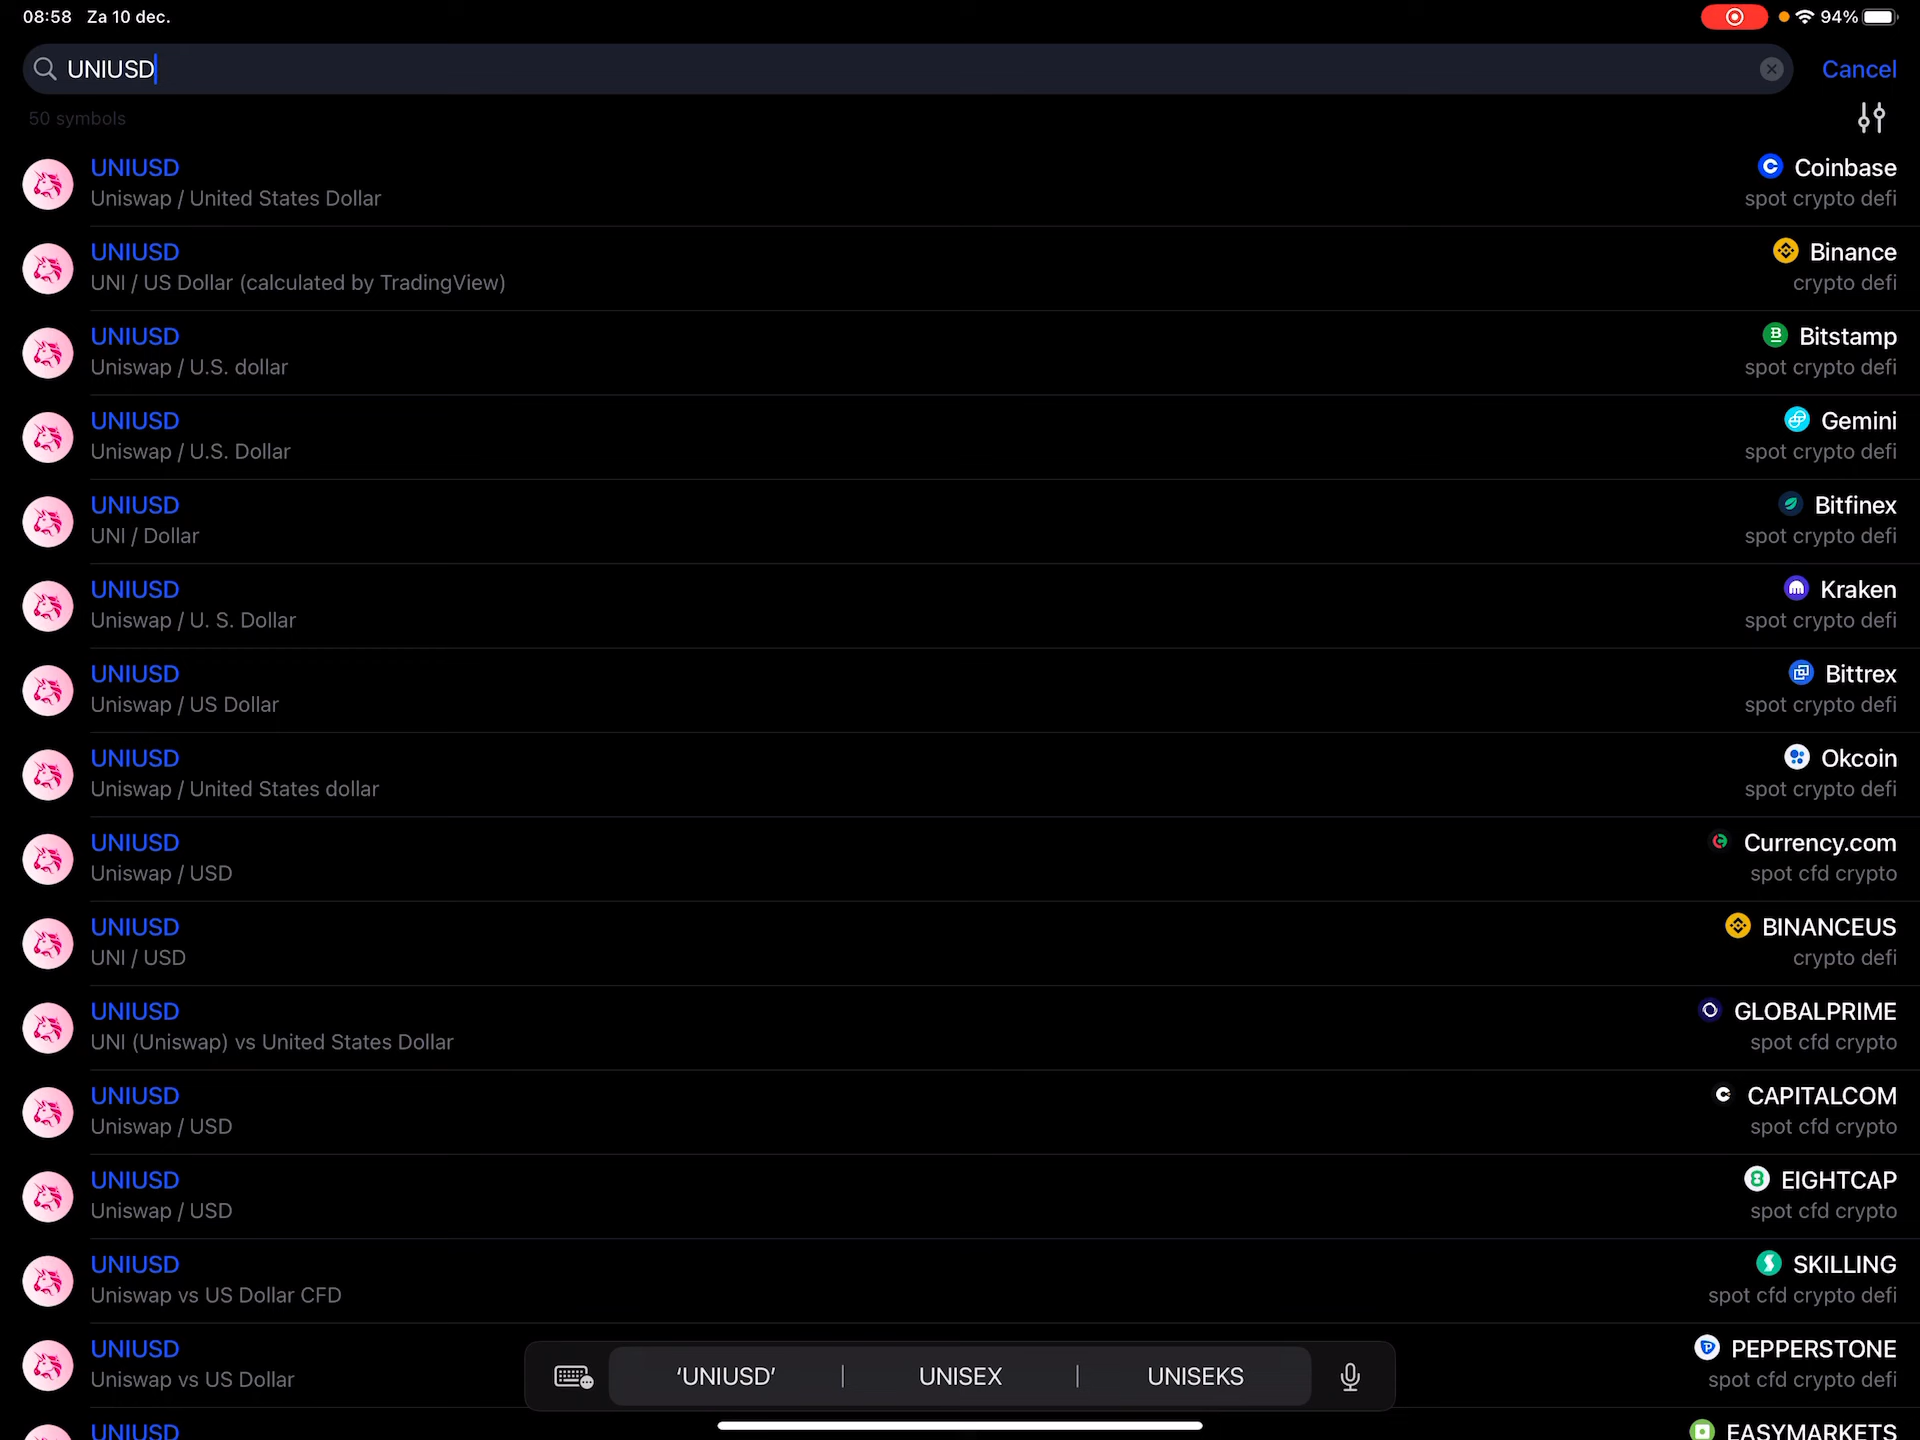 08:58 Za 10 dec. 94%
UNIUSD Cancel
50 symbols
UNIUSD Coinbase
Uniswap / United States Dollar spot crypto defi
UNIUSD Binance
UNI / US Dollar (calculated by TradingView) crypto defi
UNIUSD Bitstamp
Uniswap / U.S. dollar spot crypto defi
UNIUSD Gemini
Uniswap / U.S. Dollar spot crypto defi
UNIUSD Bitfinex
UNI / Dollar spot crypto defi
UNIUSD Kraken
Uniswap / U. S. Dollar spot crypto defi
UNIUSD Bittrex
Uniswap / US Dollar spot crypto defi
UNIUSD Okcoin
Uniswap / United States dollar spot crypto defi
UNIUSD Currency.com
Uniswap / USD spot cfd crypto
UNIUSD BINANCEUS
UNI / USD crypto defi
UNIUSD GLOBALPRIME
UNI (Uniswap) vs United States Dollar spot cfd crypto
UNIUSD CAPITALCOM
Uniswap / USD spot cfd crypto
UNIUSD EIGHTCAP
Uniswap / USD spot cfd crypto
UNIUSD SKILLING
Uniswap vs US Dollar CFD spot cfd crypto defi
UNIUSD PEPPERSTONE
Uniswap vs US Dollar spot cfd crypto defi
'UNIUSD' UNISEX UNISEKS
UNIUSD EASYMARKETS